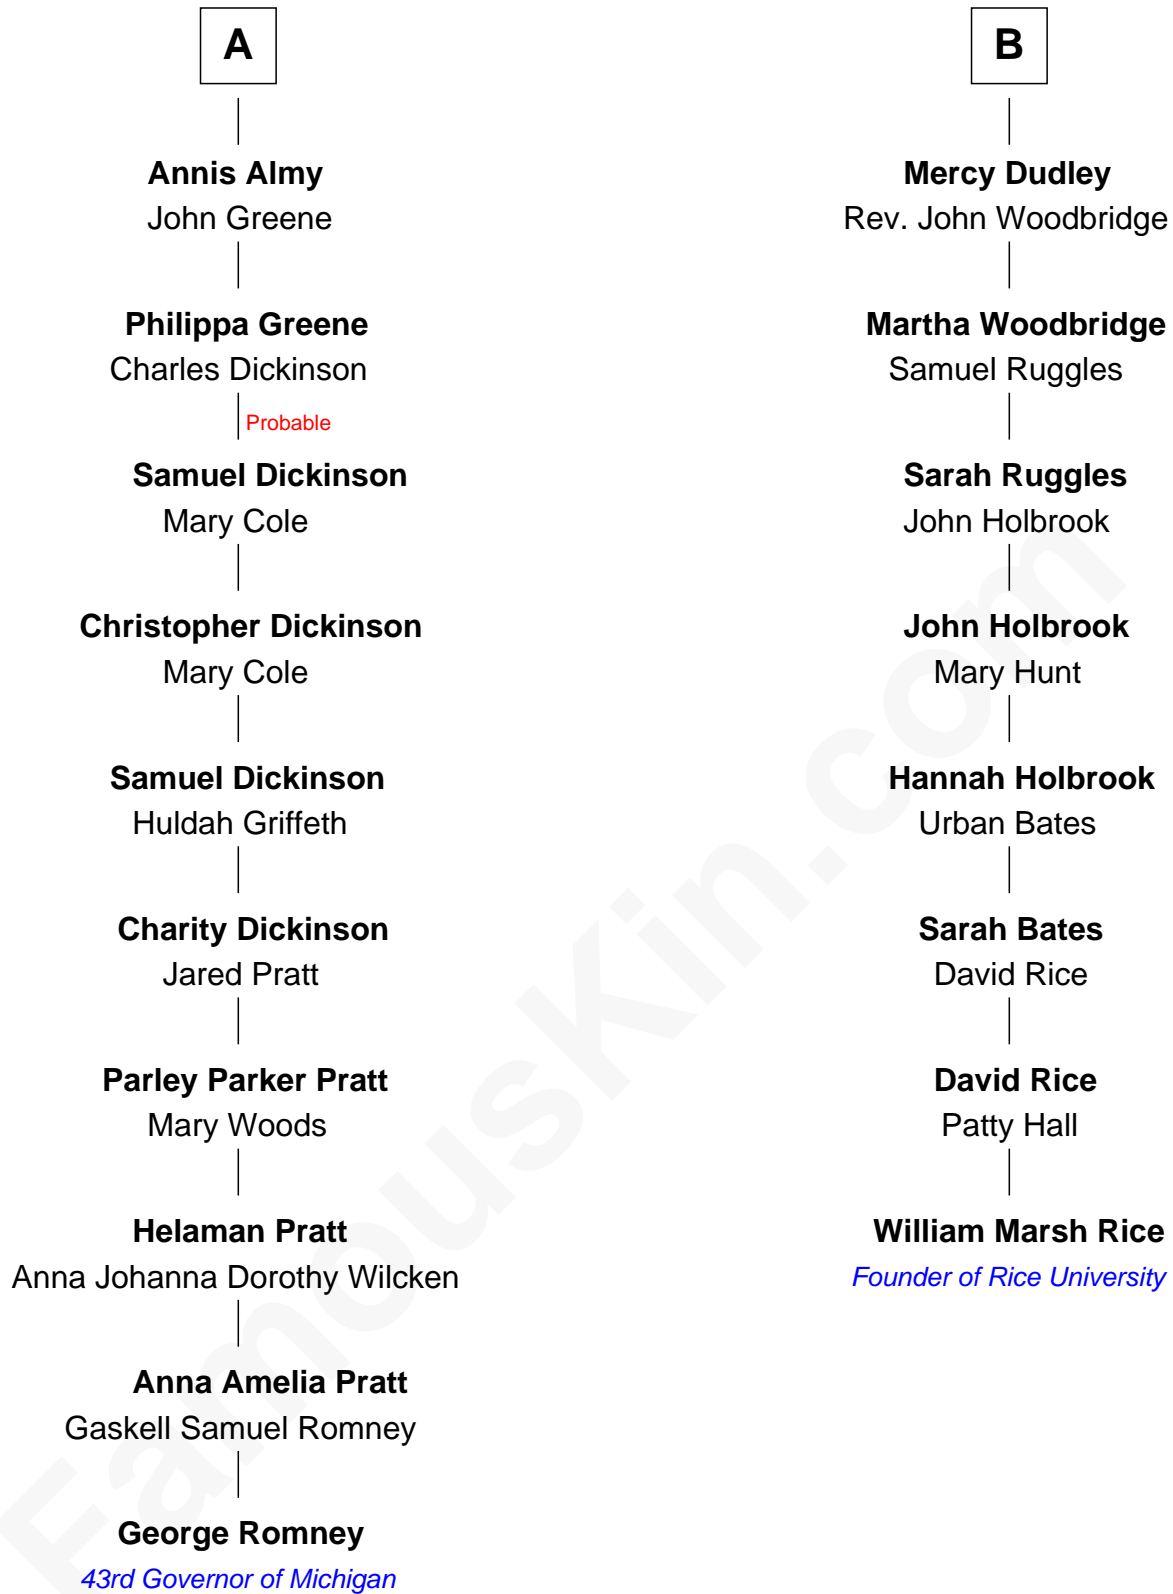 A
Annis Almy
John Greene
Philippa Greene
Charles Dickinson
Probable
Samuel Dickinson
Mary Cole
Christopher Dickinson
Mary Cole
Samuel Dickinson
Huldah Griffeth
Charity Dickinson
Jared Pratt
Parley Parker Pratt
Mary Woods
Helaman Pratt
Anna Johanna Dorothy Wilcken
Anna Amelia Pratt
Gaskell Samuel Romney
George Romney
43rd Governor of Michigan
B
Mercy Dudley
Rev. John Woodbridge
Martha Woodbridge
Samuel Ruggles
Sarah Ruggles
John Holbrook
John Holbrook
Mary Hunt
Hannah Holbrook
Urban Bates
Sarah Bates
David Rice
David Rice
Patty Hall
William Marsh Rice
Founder of Rice University
FamousKin.com